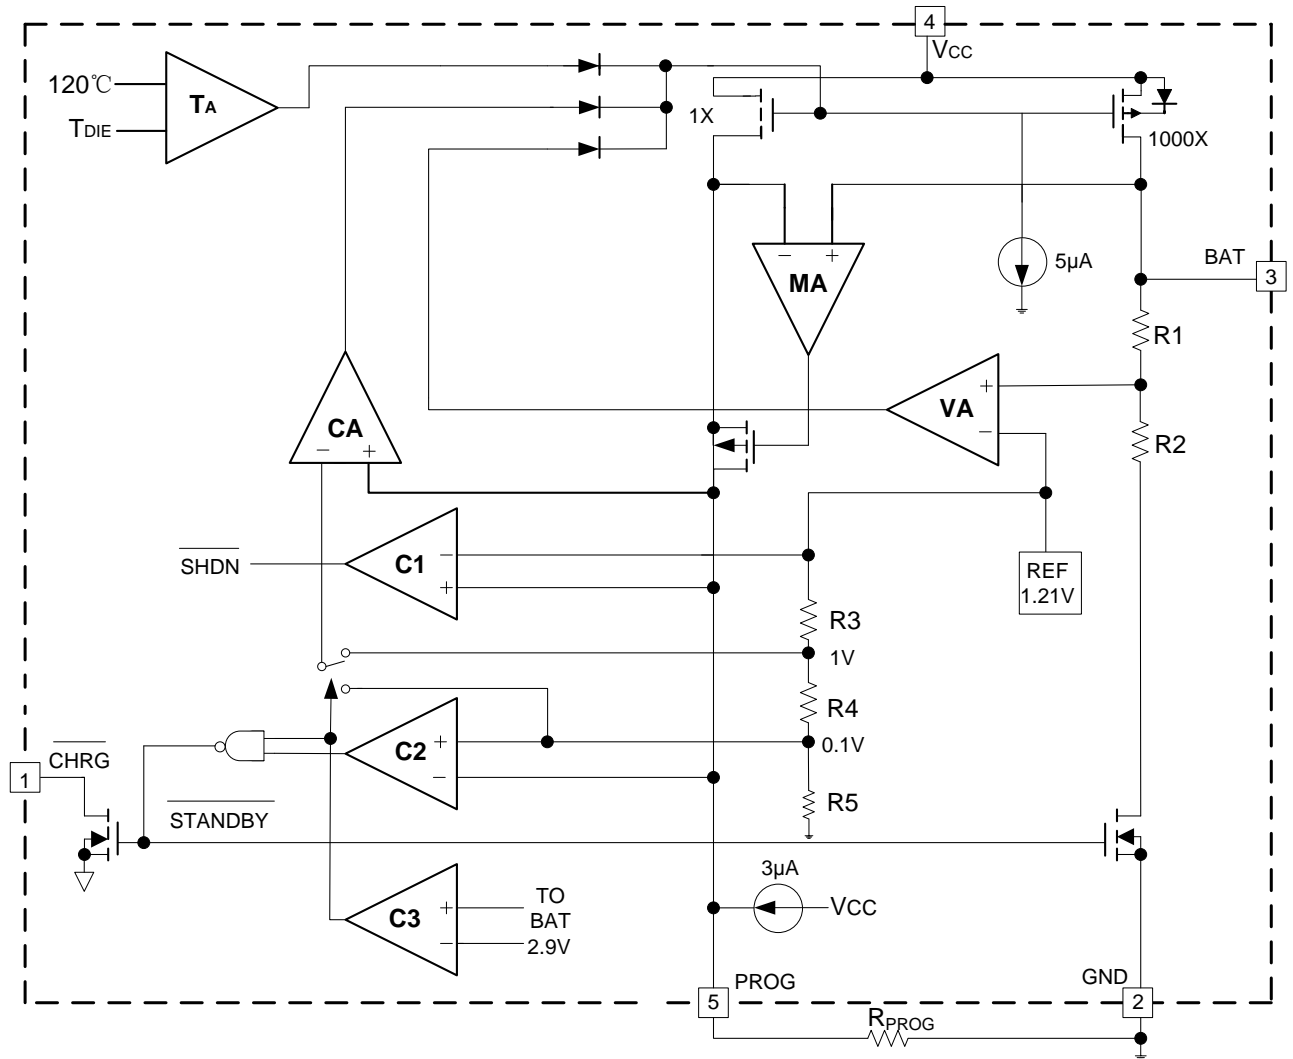 4
VCC
120℃
TA
TDIE
1X
1000X
− +
MA
5µA
BAT
3
R1
+
VA
−
CA
− +
R2
−
C1
+
SHDN
REF
1.21V
R3
1V
R4
+
C2
−
0.1V
CHRG
1
R5
STANDBY
3µA
VCC
+
C3
−
TO
BAT
2.9V
PROG
5
GND
2
RPROG